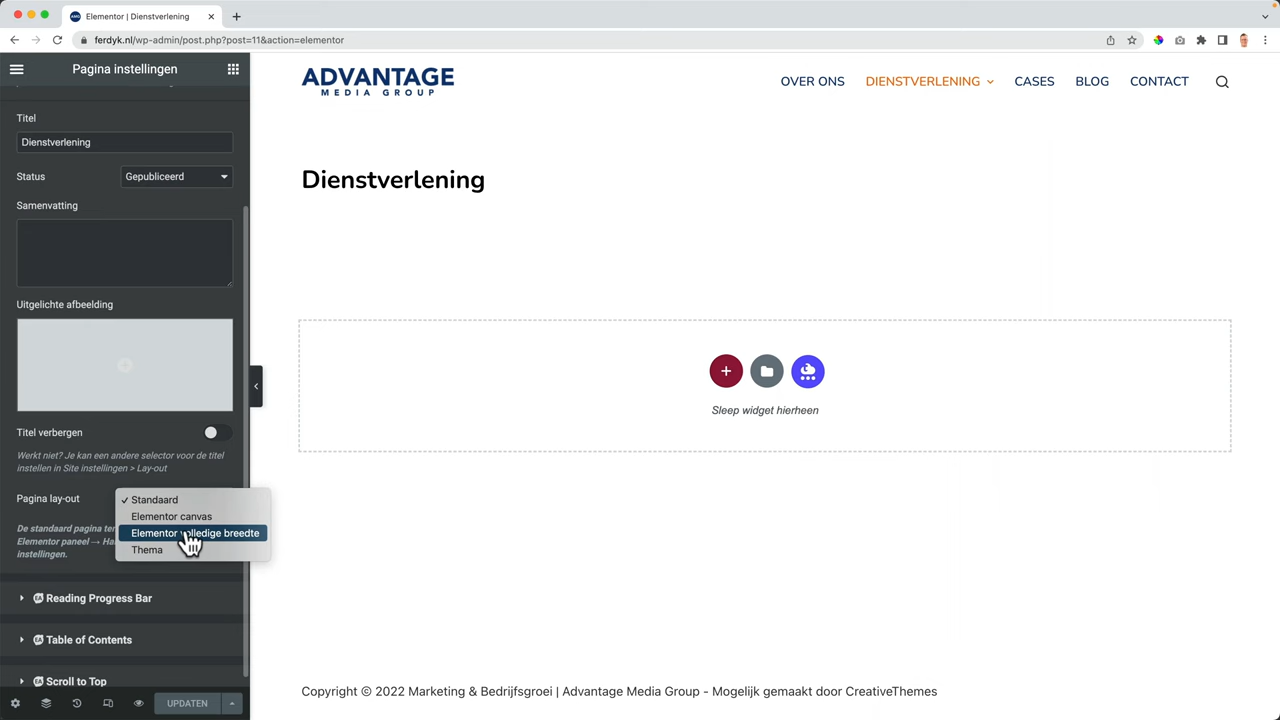 Elementor | Dienstverlening
ferdyk.nl/wp-admin/post.php?post=11&action=elementor
Pagina instellingen
Titel
Dienstverlening
Status
Gepubliceerd
Samenvatting
Uitgelichte afbeelding
Titel verbergen
Werkt niet? Je kan een andere selector voor de titel
instellen in Site instellingen > Lay-out
Pagina lay-out
✓ Standaard
Elementor canvas
Elementor volledige breedte
Thema
De standaard pagina
Elementor paneel →
instellingen.
Reading Progress Bar
Table of Contents
Scroll to Top
UPDATEN
ADVANTAGE
MEDIA GROUP
OVER ONS
DIENSTVERLENING
CASES
BLOG
CONTACT
Dienstverlening
Sleep widget hierheen
Copyright © 2022 Marketing & Bedrijfsgroei | Advantage Media Group - Mogelijk gemaakt door CreativeThemes